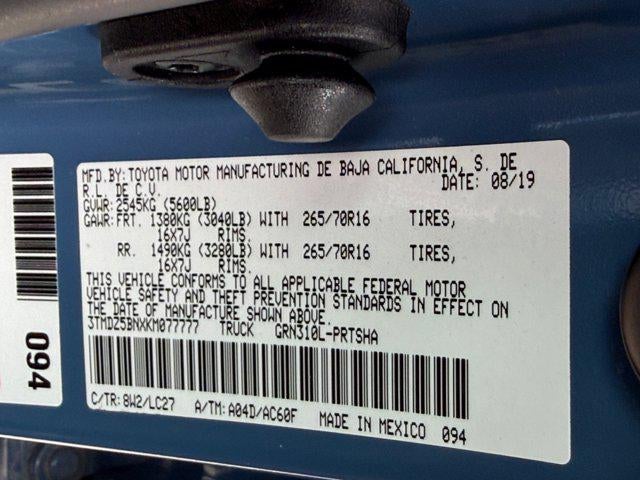 MFD.BY:TOYOTA MOTOR MANUFACTURING DE BAJA CALIFORNIA, S. DE
R.L. DE C.V. DATE: 08/19
GVWR:2545KG (5600LB)
GAWR:FRT. 1380KG (3040LB) WITH 265/70R16 TIRES,
16X7J RIMS.
RR. 1490KG (3280LB) WITH 265/70R16 TIRES,
16X7J RIMS.
THIS VEHICLE CONFORMS TO ALL APPLICABLE FEDERAL MOTOR
VEHICLE SAFETY AND THEFT PREVENTION STANDARDS IN EFFECT ON
THE DATE OF MANUFACTURE SHOWN ABOVE.
3TMDZ5BNXKM077777 TRUCK GRN310L-PRTSHA
C/TR:8W2/LC27 A/TM:A04D/AC60F MADE IN MEXICO 094
094